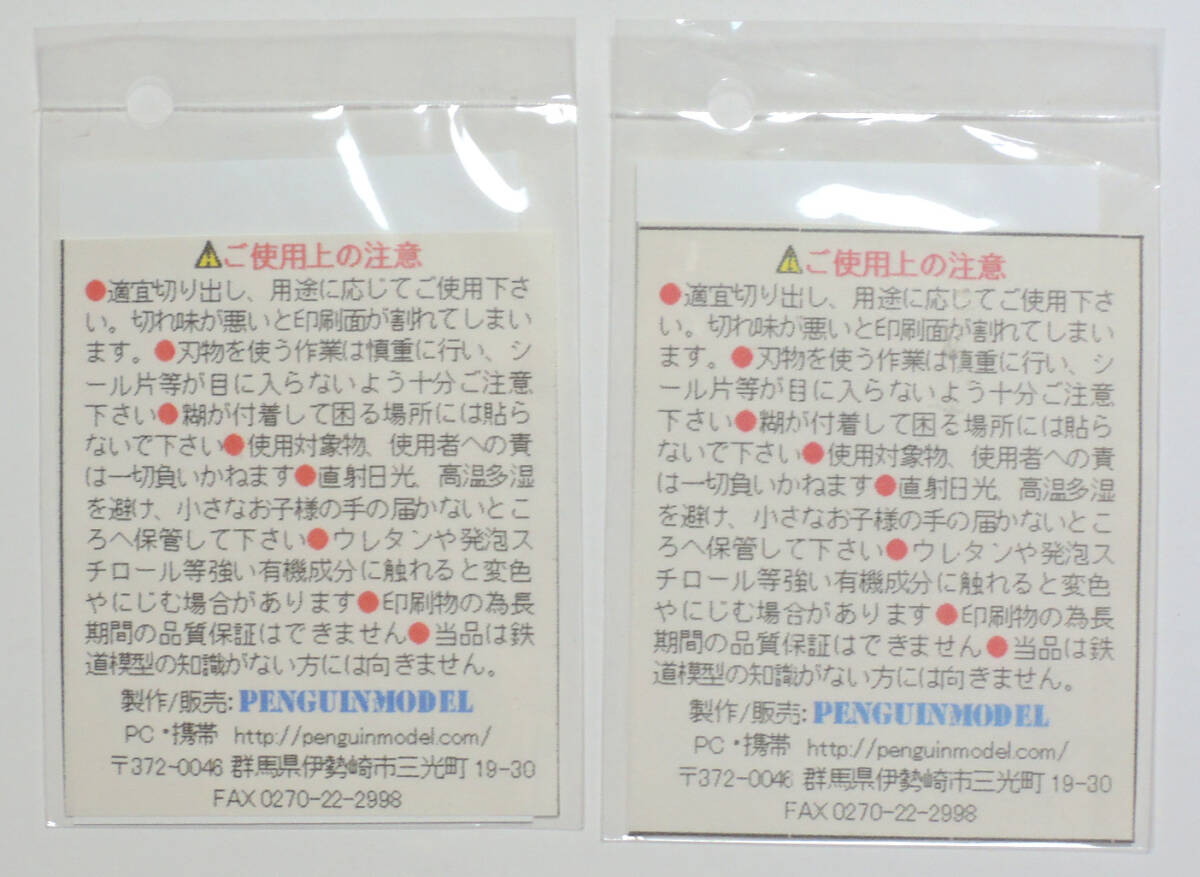 ⚠ご使用上の注意
●適宜切り出し、用途に応じてご使用下さ
い。切れ味が悪いと印刷面が割れてしまい
ます。●刃物を使う作業は慎重に行い、シ
ール片等が目に入らないよう十分ご注意
下さい●糊が付着して困る場所には貼ら
ないで下さい●使用対象物、使用者への責
は一切負いかねます●直射日光、高温多湿
を避け、小さなお子様の手の届かないとこ
ろへ保管して下さい●ウレタンや発泡ス
チロール等強い有機成分に触れると変色
やにじむ場合があります●印刷物の為長
期間の品質保証はできません●当品は鉄
道模型の知識がない方には向きません。
製作/販売: PENGUINMODEL
PC・携帯 http://penguinmodel.com/
〒372-0046 群馬県伊勢崎市三光町 19-30
FAX 0270-22-2998
⚠ご使用上の注意
●適宜切り出し、用途に応じてご使用下さ
い。切れ味が悪いと印刷面が割れてしまい
ます。●刃物を使う作業は慎重に行い、シ
ール片等が目に入らないよう十分ご注意
下さい●糊が付着して困る場所には貼ら
ないで下さい●使用対象物、使用者への責
は一切負いかねます●直射日光、高温多湿
を避け、小さなお子様の手の届かないとこ
ろへ保管して下さい●ウレタンや発泡ス
チロール等強い有機成分に触れると変色
やにじむ場合があります●印刷物の為長
期間の品質保証はできません●当品は鉄
道模型の知識がない方には向きません。
製作/販売: PENGUINMODEL
PC・携帯 http://penguinmodel.com/
〒372-0046 群馬県伊勢崎市三光町 19-30
FAX 0270-22-2998